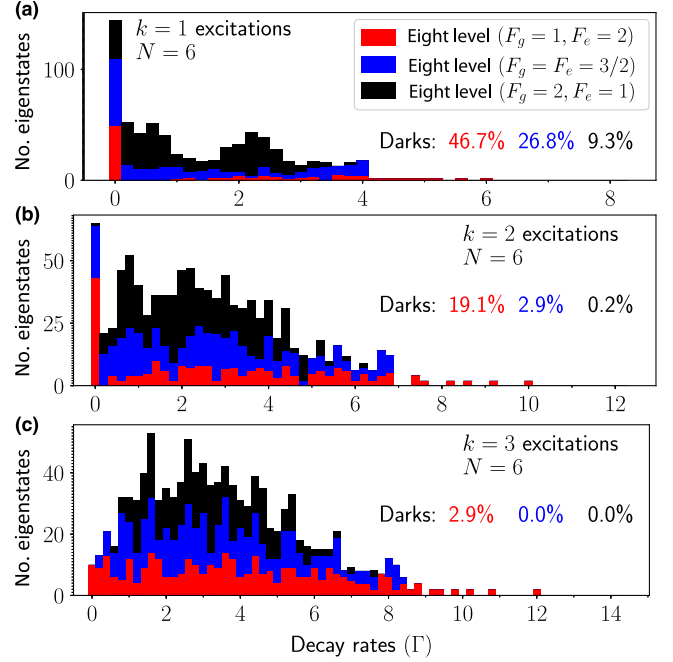 (a)
k = 1 excitations
N = 6
Eight level (F_g = 1, F_e = 2)
Eight level (F_g = F_e = 3/2)
Eight level (F_g = 2, F_e = 1)
Darks: 46.7% 26.8% 9.3%
No. eigenstates
100
0
0 2 4 6 8
(b)
k = 2 excitations
N = 6
Darks: 19.1% 2.9% 0.2%
No. eigenstates
50
25
0
0 2 4 6 8 10 12
(c)
k = 3 excitations
N = 6
Darks: 2.9% 0.0% 0.0%
No. eigenstates
40
20
0
0 2 4 6 8 10 12 14
Decay rates (Γ)